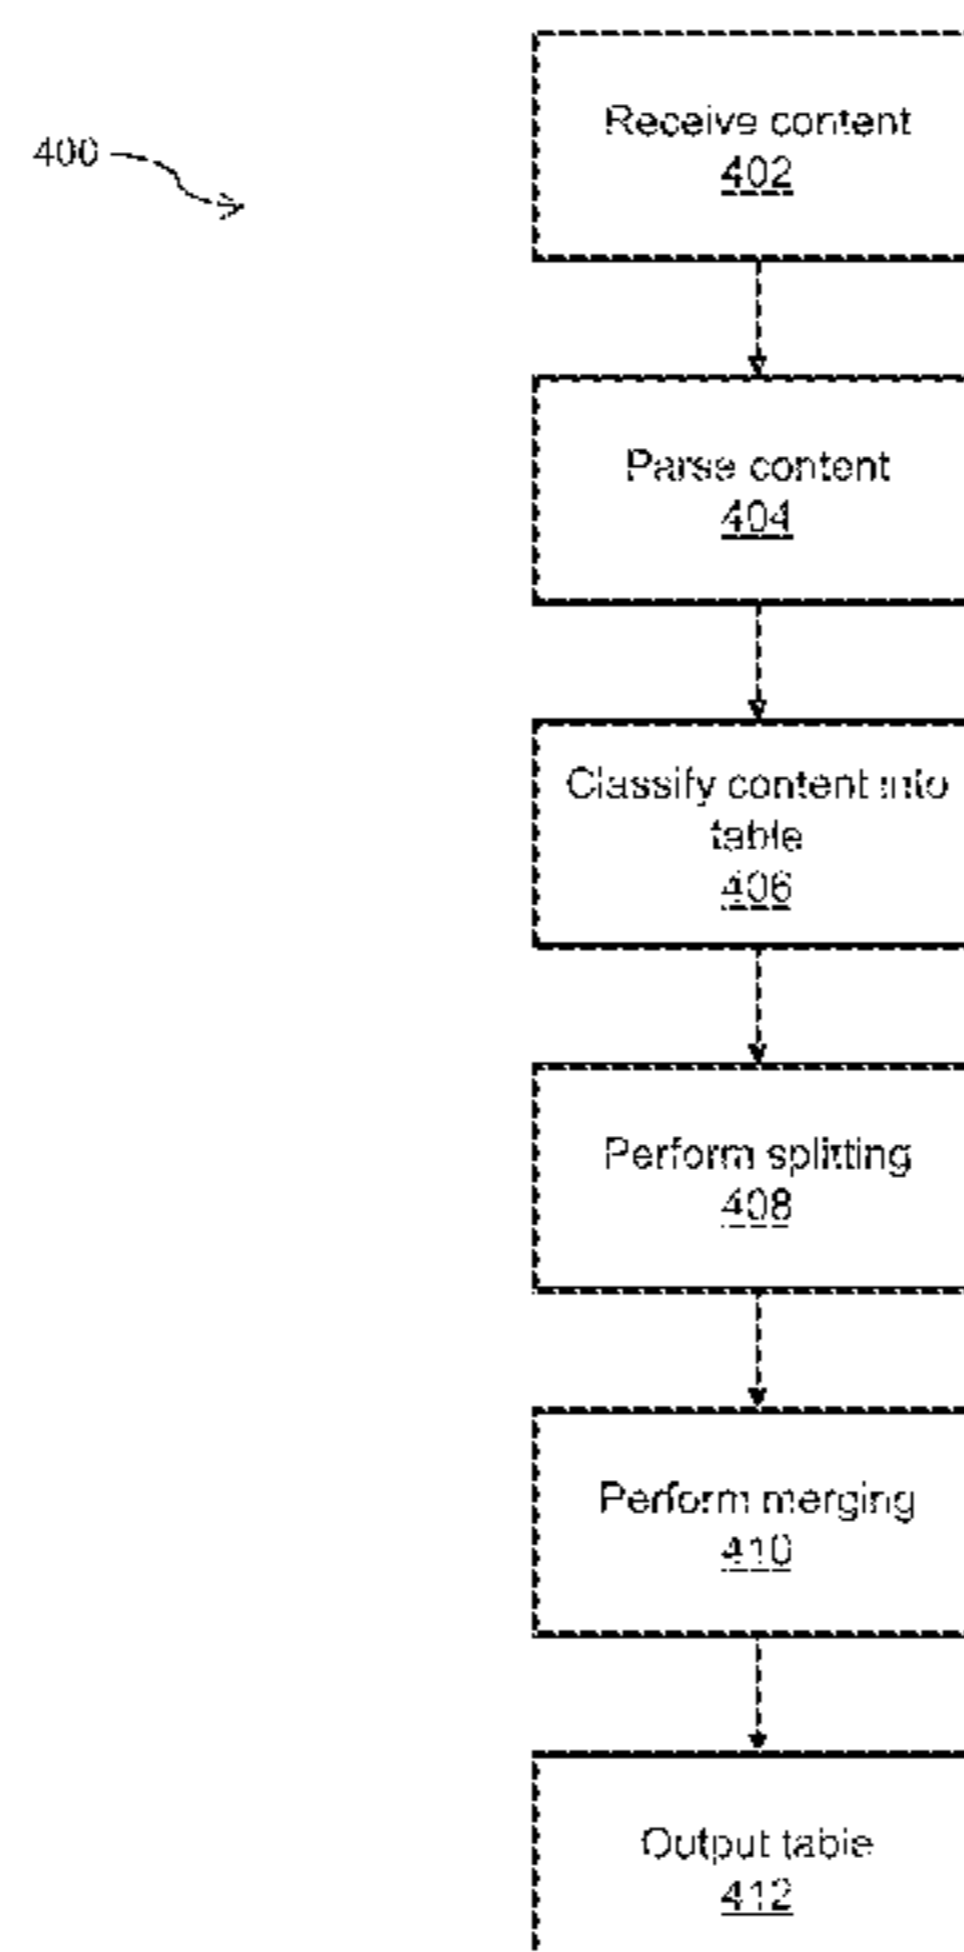 400
Receive content
402
Parse content
404
Classify content into
table
406
Perform splitting
408
Perform merging
410
Output table
412